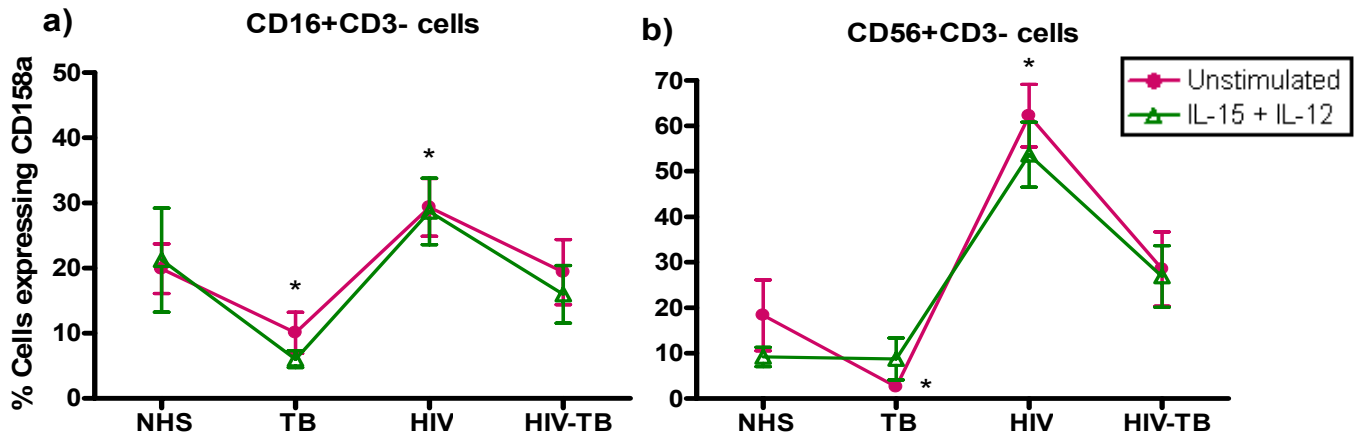 a)
CD16+CD3- cells
% Cells expressing CD158a
50
40
30
20
10
0
*
*
NHS TB HIV HIV-TB
b)
CD56+CD3- cells
70
60
50
40
30
20
10
0
*
*
NHS TB HIV HIV-TB
Unstimulated
IL-15 + IL-12